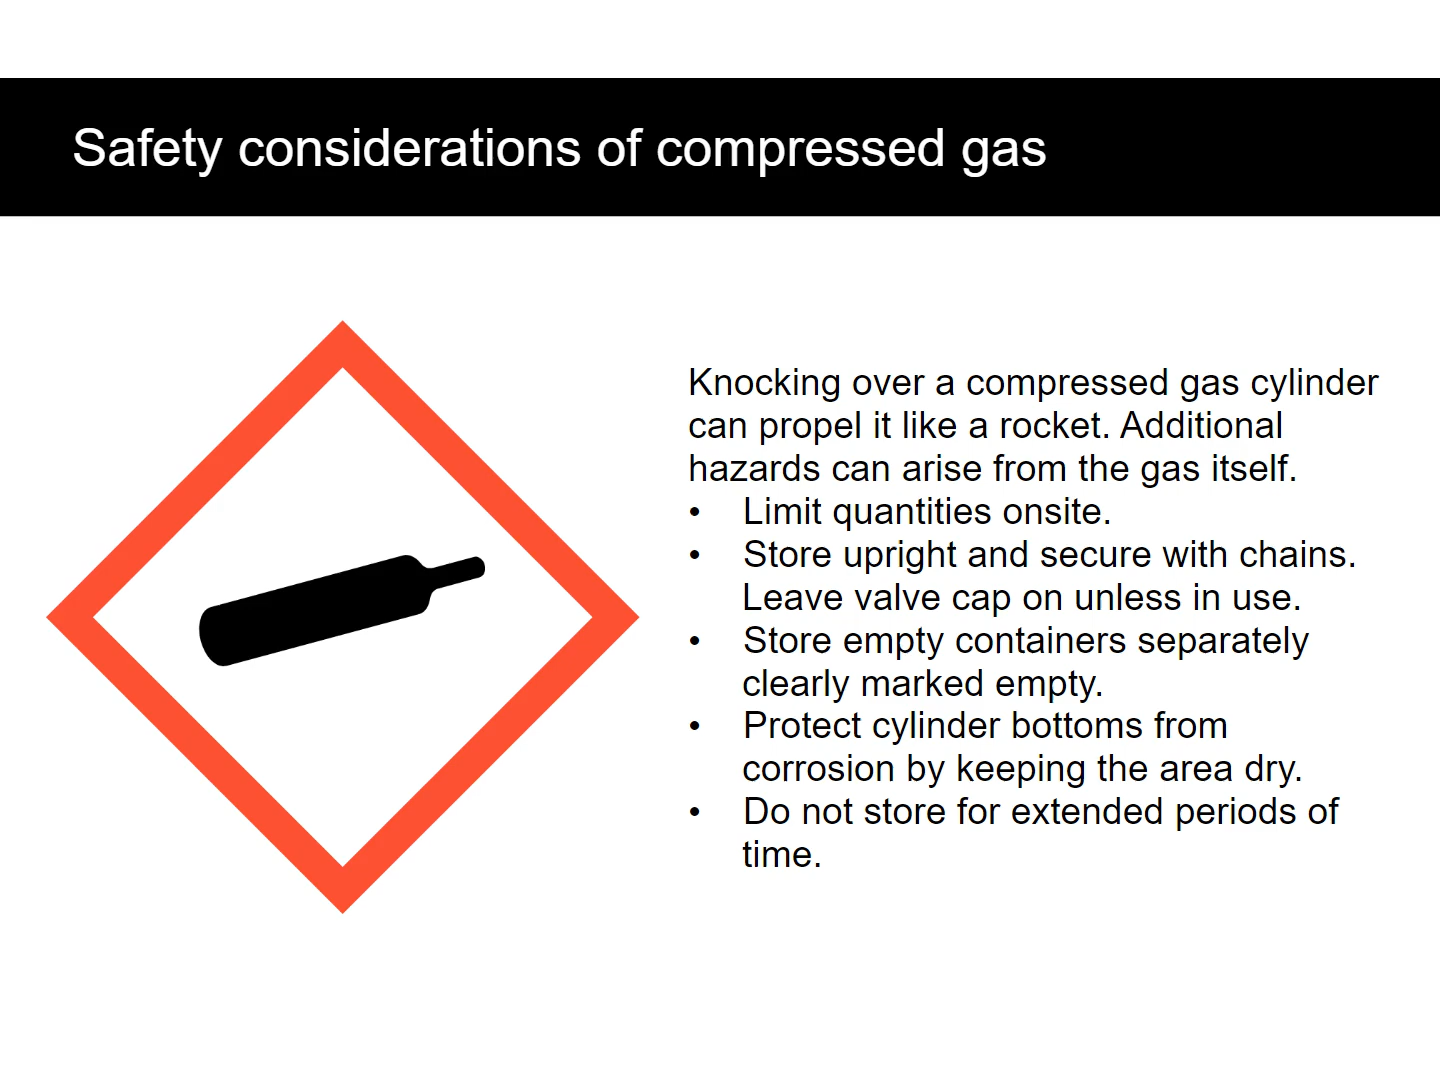 Safety considerations of compressed gas
Knocking over a compressed gas cylinder
can propel it like a rocket. Additional
hazards can arise from the gas itself.
• Limit quantities onsite.
• Store upright and secure with chains.
Leave valve cap on unless in use.
• Store empty containers separately
clearly marked empty.
• Protect cylinder bottoms from
corrosion by keeping the area dry.
• Do not store for extended periods of
time.